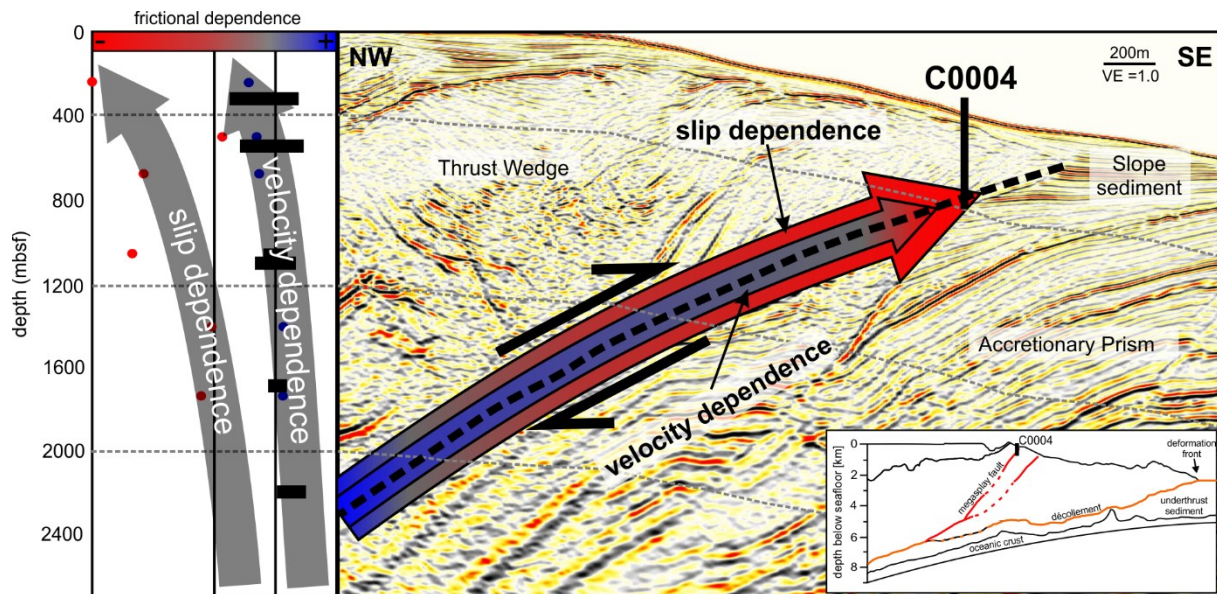 frictional dependence
-
+
0
400
800
1200
1600
2000
2400
depth (mbsf)
slip dependence
velocity dependence
NW
SE
200m
VE =1.0
C0004
slip dependence
Thrust Wedge
Slope
sediment
Accretionary Prism
velocity dependence
C0004
deformation
front
megasplay fault
décollement
underthrust
sediment
oceanic crust
0
2
4
5
6
8
depth below seafloor [km]